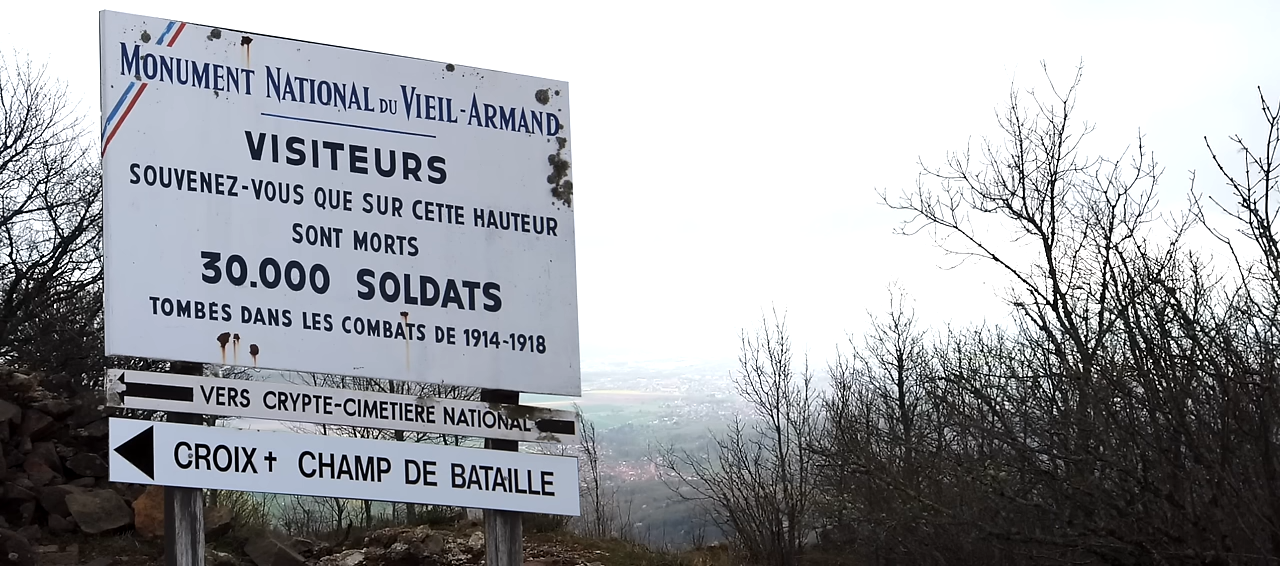 MONUMENT NATIONAL DU VIEIL-ARMAND
VISITEURS
SOUVENEZ-VOUS QUE SUR CETTE HAUTEUR
SONT MORTS
30.000 SOLDATS
TOMBÉS DANS LES COMBATS DE 1914-1918
VERS CRYPTE-CIMETIERE NATIONAL
CROIX✝ CHAMP DE BATAILLE